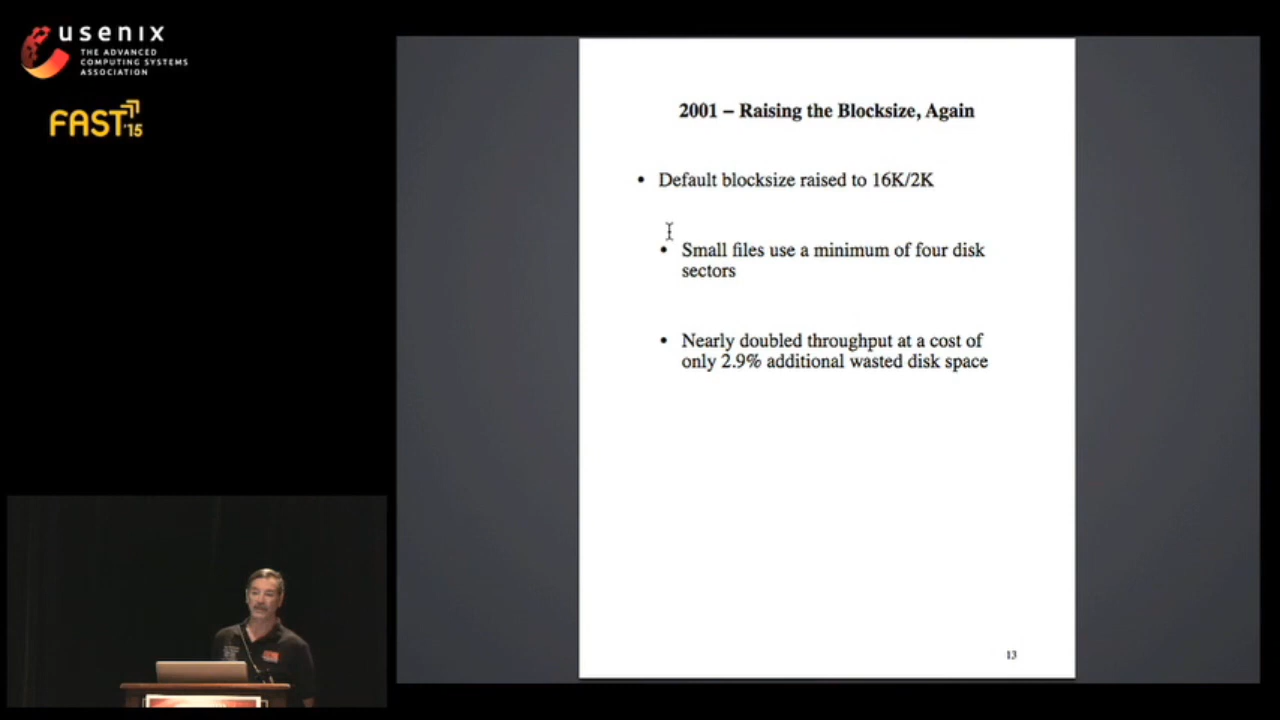 usenix
THE ADVANCED
COMPUTING SYSTEMS
ASSOCIATION
FAST '15
2001 – Raising the Blocksize, Again
• Default blocksize raised to 16K/2K
• Small files use a minimum of four disk
sectors
• Nearly doubled throughput at a cost of
only 2.9% additional wasted disk space
13